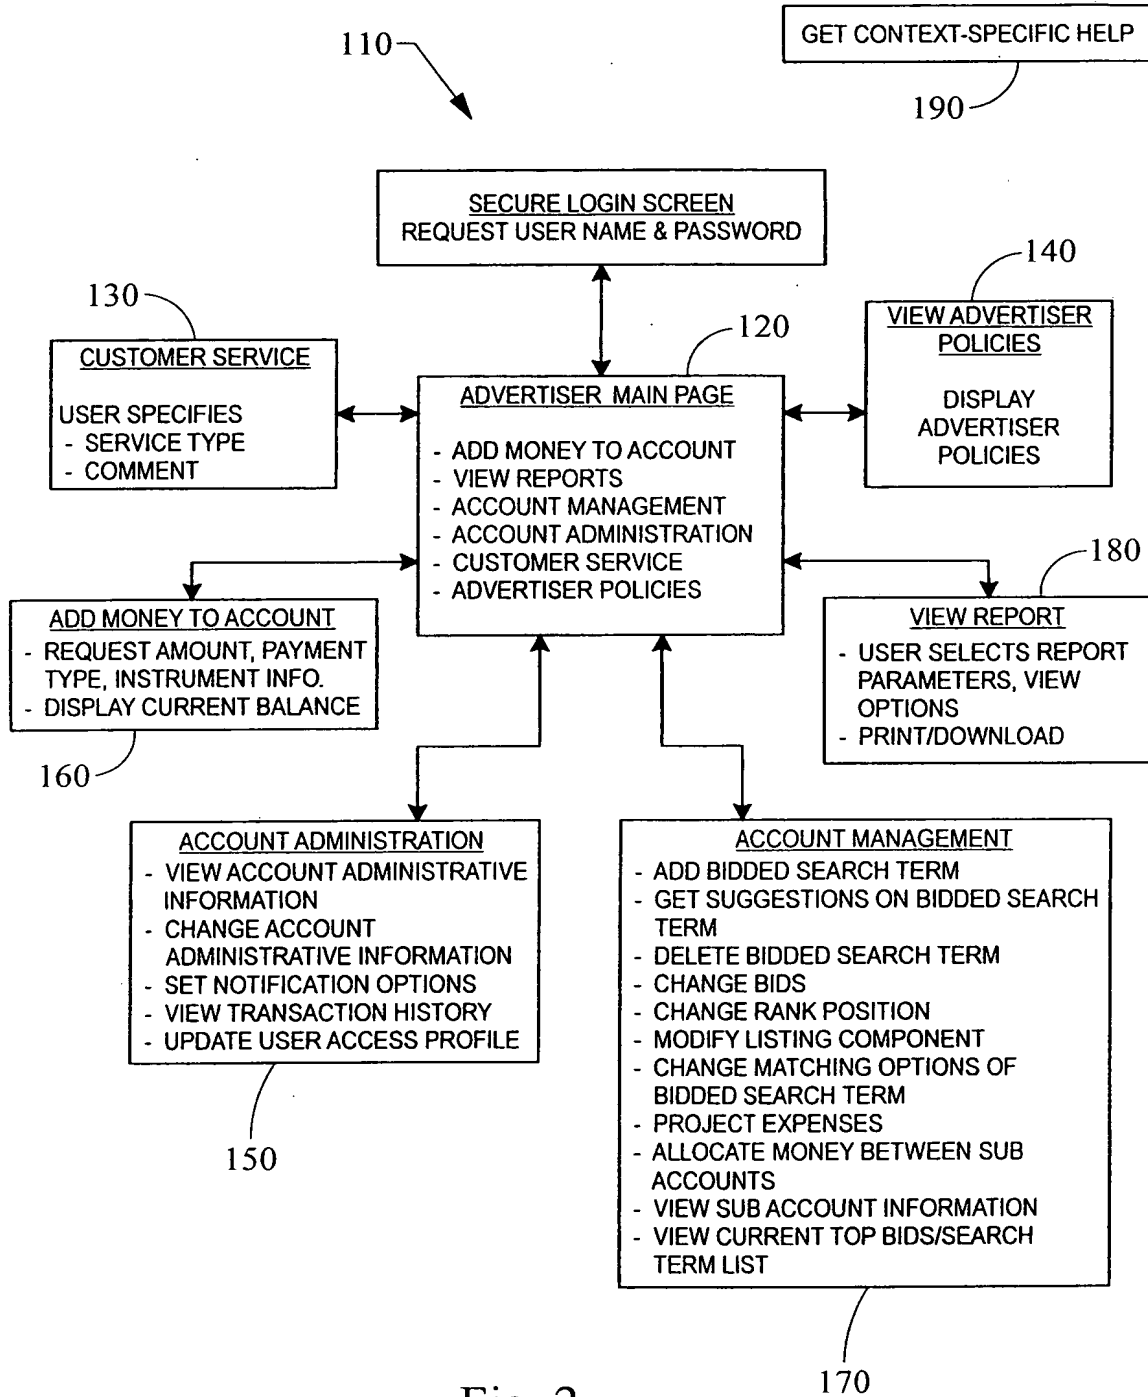 GET CONTEXT-SPECIFIC HELP
190
110
SECURE LOGIN SCREEN
REQUEST USER NAME & PASSWORD
130
CUSTOMER SERVICE
USER SPECIFIES
- SERVICE TYPE
- COMMENT
120
ADVERTISER MAIN PAGE
- ADD MONEY TO ACCOUNT
- VIEW REPORTS
- ACCOUNT MANAGEMENT
- ACCOUNT ADMINISTRATION
- CUSTOMER SERVICE
- ADVERTISER POLICIES
140
VIEW ADVERTISER
POLICIES
DISPLAY
ADVERTISER
POLICIES
ADD MONEY TO ACCOUNT
- REQUEST AMOUNT, PAYMENT
TYPE, INSTRUMENT INFO.
- DISPLAY CURRENT BALANCE
160
180
VIEW REPORT
- USER SELECTS REPORT
PARAMETERS, VIEW
OPTIONS
- PRINT/DOWNLOAD
ACCOUNT ADMINISTRATION
- VIEW ACCOUNT ADMINISTRATIVE
INFORMATION
- CHANGE ACCOUNT
ADMINISTRATIVE INFORMATION
- SET NOTIFICATION OPTIONS
- VIEW TRANSACTION HISTORY
- UPDATE USER ACCESS PROFILE
150
ACCOUNT MANAGEMENT
- ADD BIDDED SEARCH TERM
- GET SUGGESTIONS ON BIDDED SEARCH
TERM
- DELETE BIDDED SEARCH TERM
- CHANGE BIDS
- CHANGE RANK POSITION
- MODIFY LISTING COMPONENT
- CHANGE MATCHING OPTIONS OF
BIDDED SEARCH TERM
- PROJECT EXPENSES
- ALLOCATE MONEY BETWEEN SUB
ACCOUNTS
- VIEW SUB ACCOUNT INFORMATION
- VIEW CURRENT TOP BIDS/SEARCH
TERM LIST
170
Fig. 2